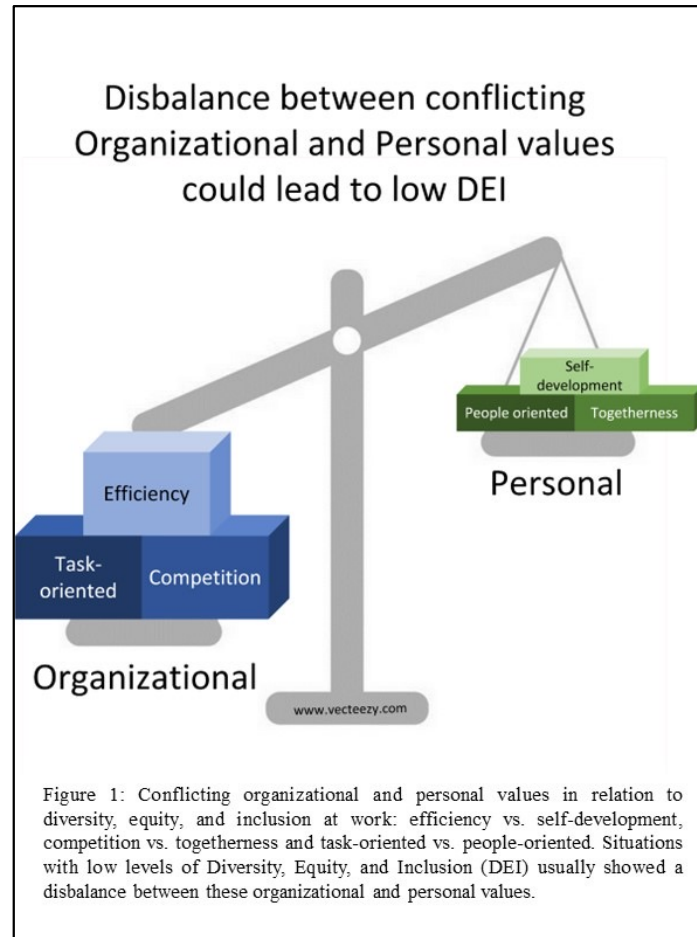 Disbalance between conflicting
Organizational and Personal values
could lead to low DEI
Self-
development
People oriented
Togetherness
Personal
Efficiency
Task-
oriented
Competition
Organizational
www.vecteezy.com
Figure 1: Conflicting organizational and personal values in relation to
diversity, equity, and inclusion at work: efficiency vs. self-development,
competition vs. togetherness and task-oriented vs. people-oriented. Situations
with low levels of Diversity, Equity, and Inclusion (DEI) usually showed a
disbalance between these organizational and personal values.